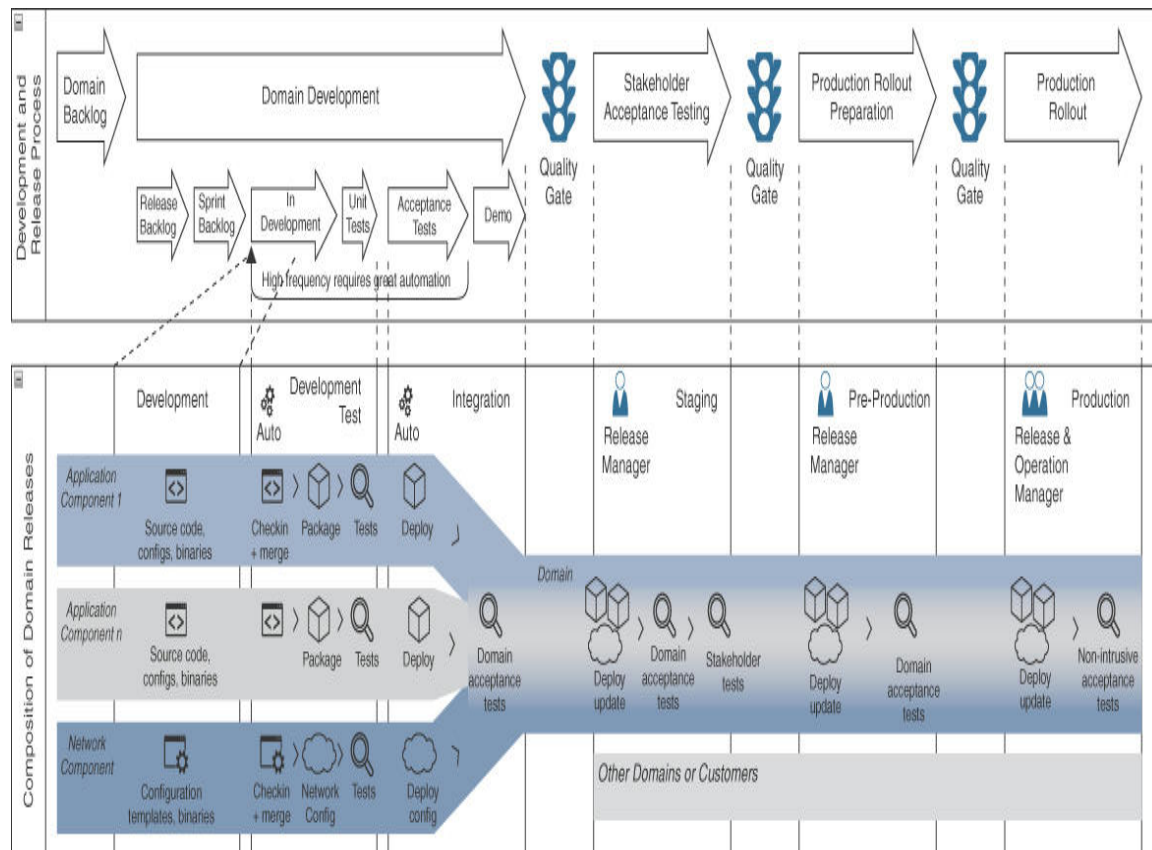 Development and
Release Process
Domain
Backlog
Domain Development
Quality
Gate
Stakeholder
Acceptance Testing
Quality
Gate
Production Rollout
Preparation
Quality
Gate
Production
Rollout
Release
Backlog
Sprint
Backlog
In
Development
Unit
Tests
Acceptance
Tests
Demo
High frequency requires great automation
Composition of Domain Releases
Development
Auto
Development
Test
Auto
Integration
Release
Manager
Staging
Release
Manager
Pre-Production
Release &
Operation
Manager
Production
Application
Component 1
Source code,
configs, binaries
Checkin
+ merge
Package
Tests
Deploy
Application
Component n
Source code,
configs, binaries
Package
Tests
Deploy
Network
Component
Configuration
templates, binaries
Checkin
+ merge
Network
Config
Tests
Deploy
config
Domain
acceptance
tests
Domain
Deploy
update
Domain
acceptance
tests
Stakeholder
tests
Deploy
update
Domain
acceptance
tests
Deploy
update
Non-intrusive
acceptance
tests
Other Domains or Customers